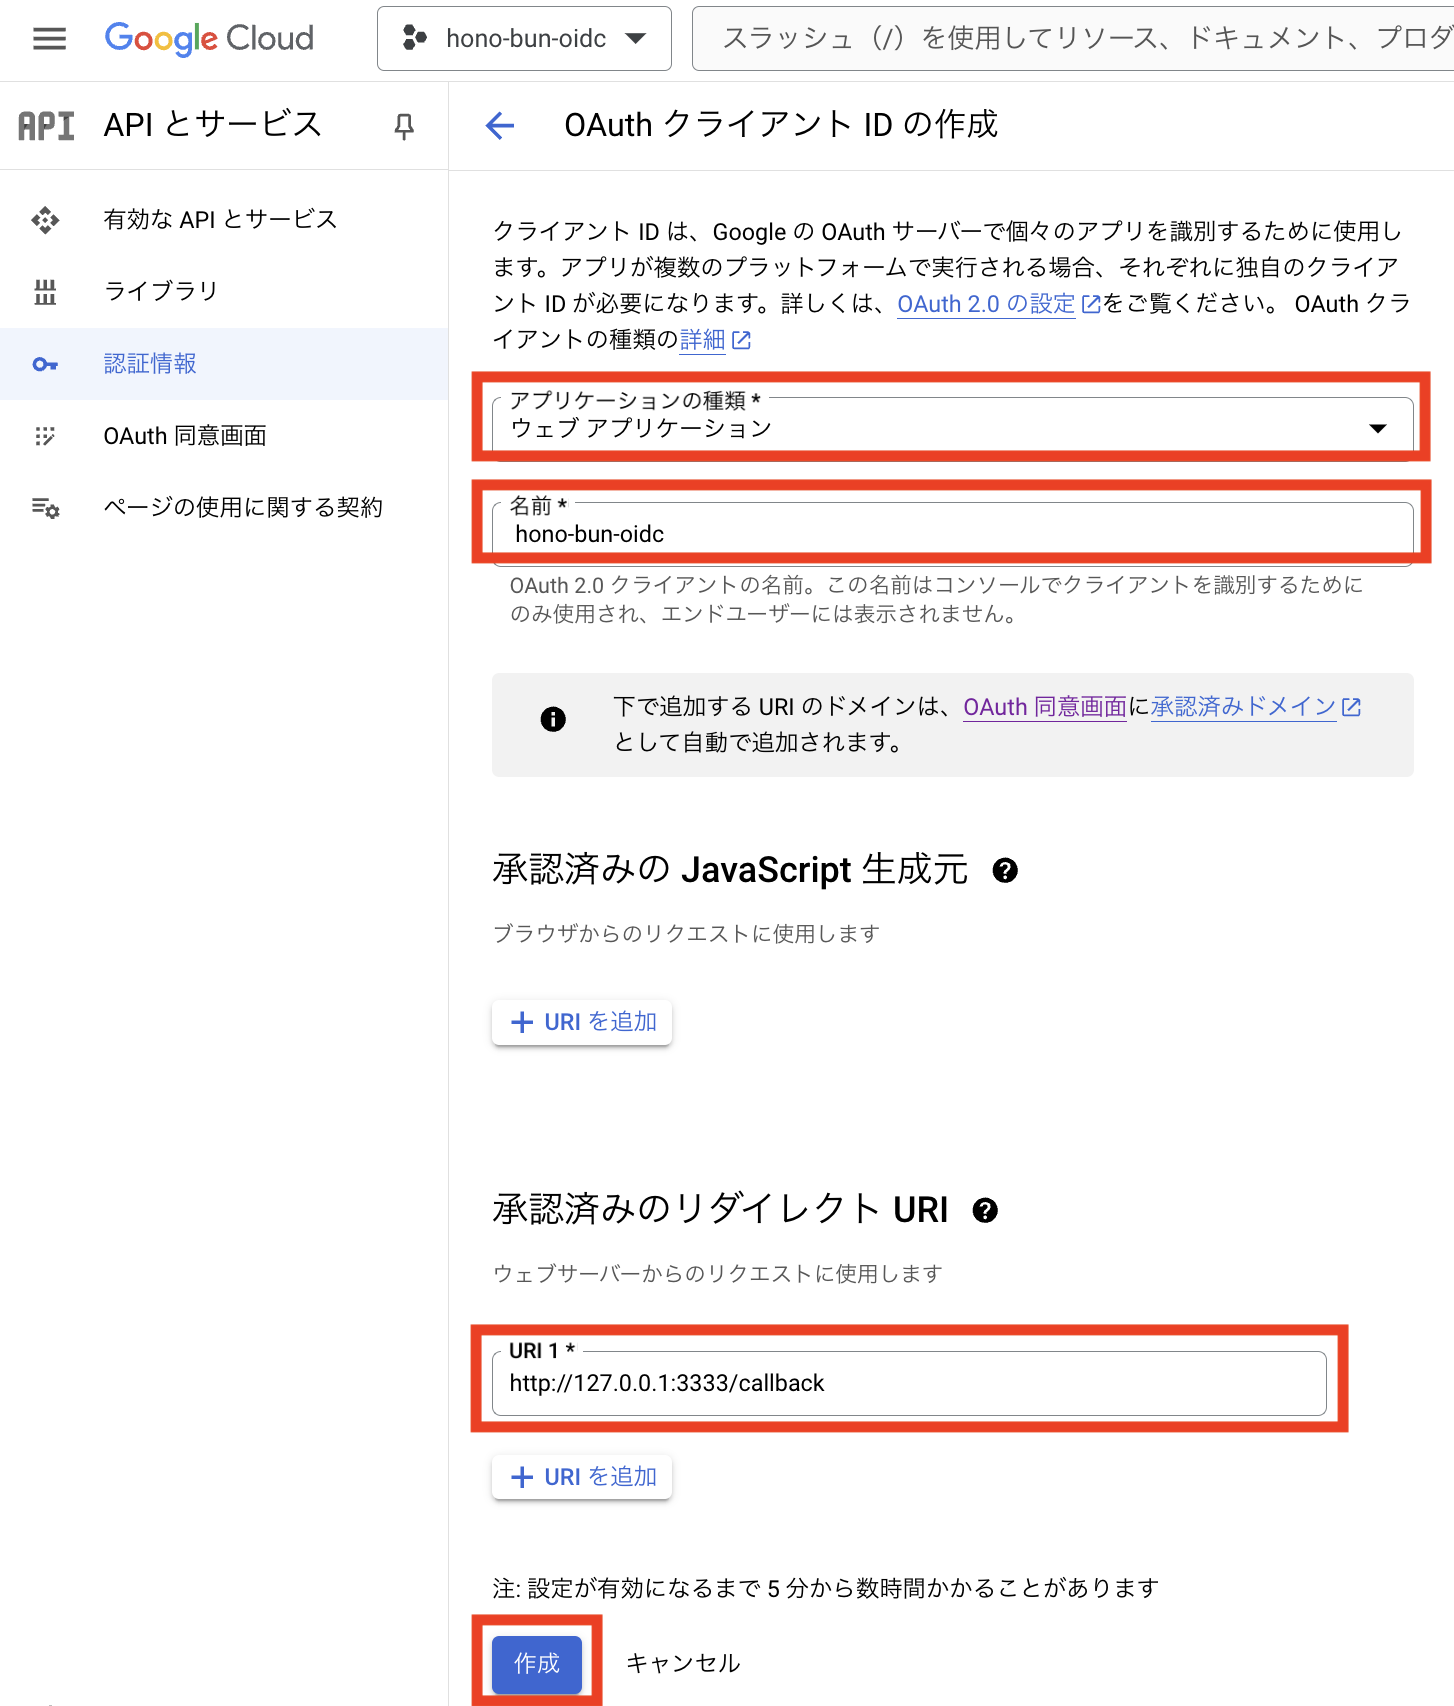 Google Cloud
hono-bun-oidc
スラッシュ（/）を使用してリソース、ドキュメント、プロダ
API API とサービス
OAuth クライアント ID の作成
有効な API とサービス
ライブラリ
認証情報
OAuth 同意画面
ページの使用に関する契約
クライアント ID は、Google の OAuth サーバーで個々のアプリを識別するために使用し
ます。アプリが複数のプラットフォームで実行される場合、それぞれに独自のクライア
ント ID が必要になります。詳しくは、OAuth 2.0 の設定をご覧ください。 OAuth クラ
イアントの種類の詳細
アプリケーションの種類 *
ウェブ アプリケーション
名前 *
hono-bun-oidc
OAuth 2.0 クライアントの名前。この名前はコンソールでクライアントを識別するために
のみ使用され、エンドユーザーには表示されません。
下で追加する URI のドメインは、OAuth 同意画面に承認済みドメイン
として自動で追加されます。
承認済みの JavaScript 生成元
ブラウザからのリクエストに使用します
+ URI を追加
承認済みのリダイレクト URI
ウェブサーバーからのリクエストに使用します
URI 1 *
http://127.0.0.1:3333/callback
+ URI を追加
注: 設定が有効になるまで 5 分から数時間かかることがあります
作成
キャンセル